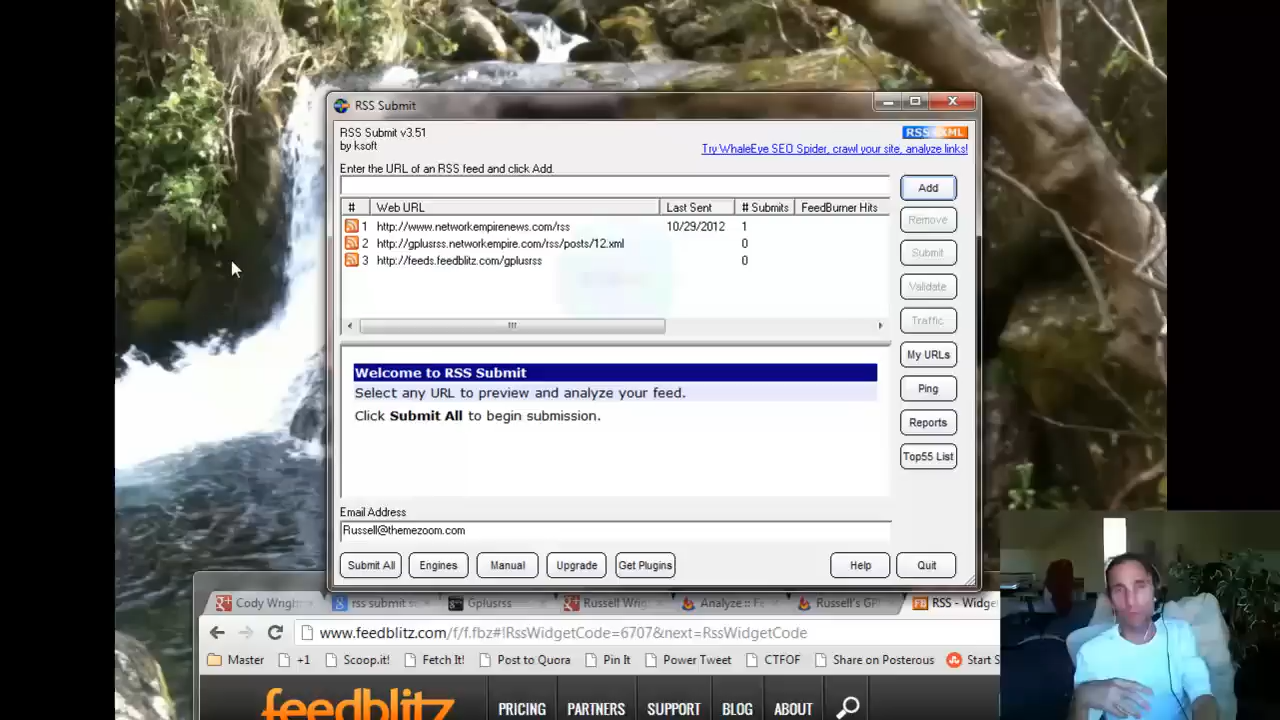 RSS Submit
RSS Submit v3.51
by ksoft
RSS XML
Try WhaleEye SEO Spider, crawl your site, analyze links!
Enter the URL of an RSS feed and click Add.
Add
# Web URL Last Sent # Submits FeedBurner Hits
1 http://www.networkempirenews.com/rss 10/29/2012 1
2 http://gplusrss.networkempire.com/rss/posts/12.xml 0
3 http://feeds.feedblitz.com/gplusrss 0
Remove
Submit
Validate
Traffic
My URLs
Ping
Reports
Top55 List
Welcome to RSS Submit
Select any URL to preview and analyze your feed.
Click Submit All to begin submission.
Email Address
Russell@themezoom.com
Submit All Engines Manual Upgrade Get Plugins Help Quit
Cody Wrigh rss submit so Gplusrss Russell Wrig Analyze :: Fe Russell's GP RSS - Widge
www.feedblitz.com/f/f.fbz#!RssWidgetCode=6707&next=RssWidgetCode
Master +1 Scoop.it! Fetch It! Post to Quora Pin It Power Tweet CTFOF Share on Posterous Start S
feedblitz PRICING PARTNERS SUPPORT BLOG ABOUT